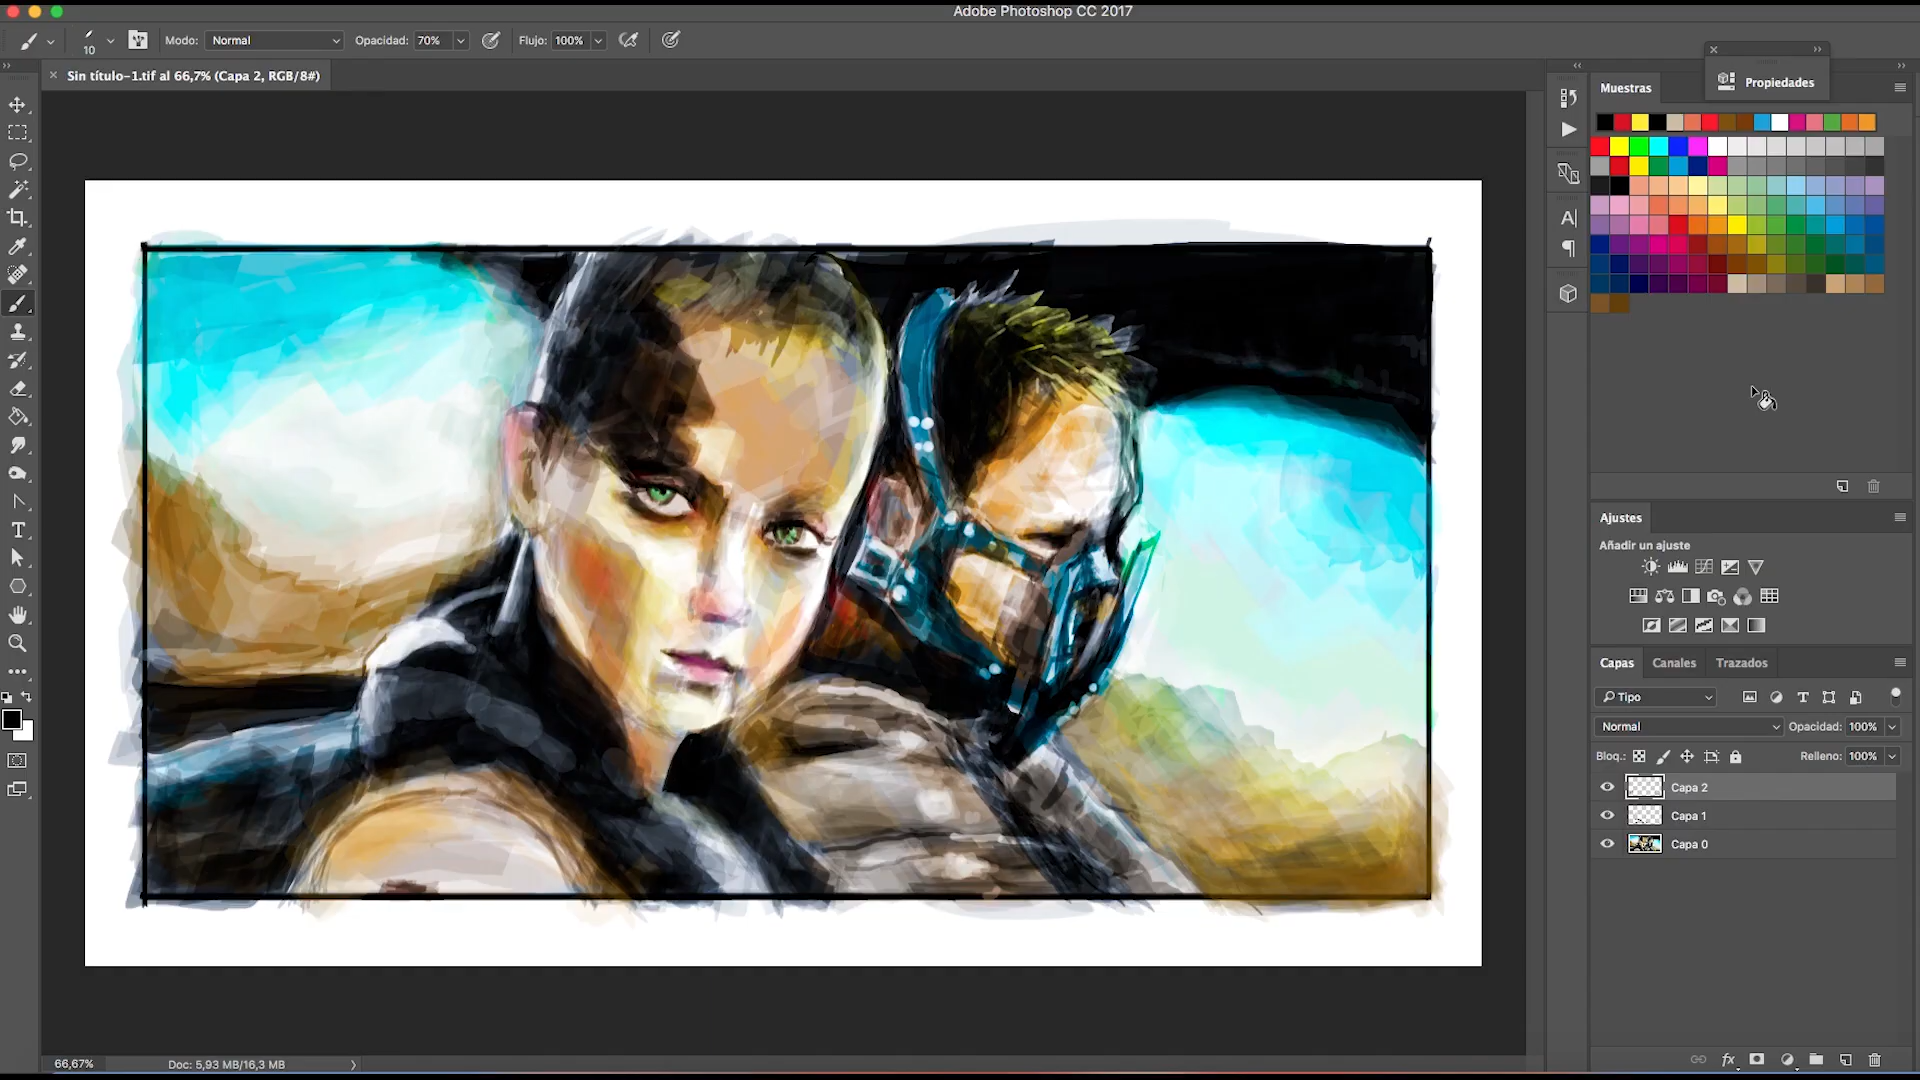 Adobe Photoshop CC 2017
10
Modo: Normal
Opacidad: 70%
Flujo: 100%
Sin título-1.tif al 66,7% (Capa 2, RGB/8#)
Propiedades
Muestras
Ajustes
Añadir un ajuste
Capas Canales Trazados
Tipo
Normal Opacidad: 100%
Bloq.: Relleno: 100%
Capa 2
Capa 1
Capa 0
fx
66,67% Doc: 5,93 MB/16,3 MB